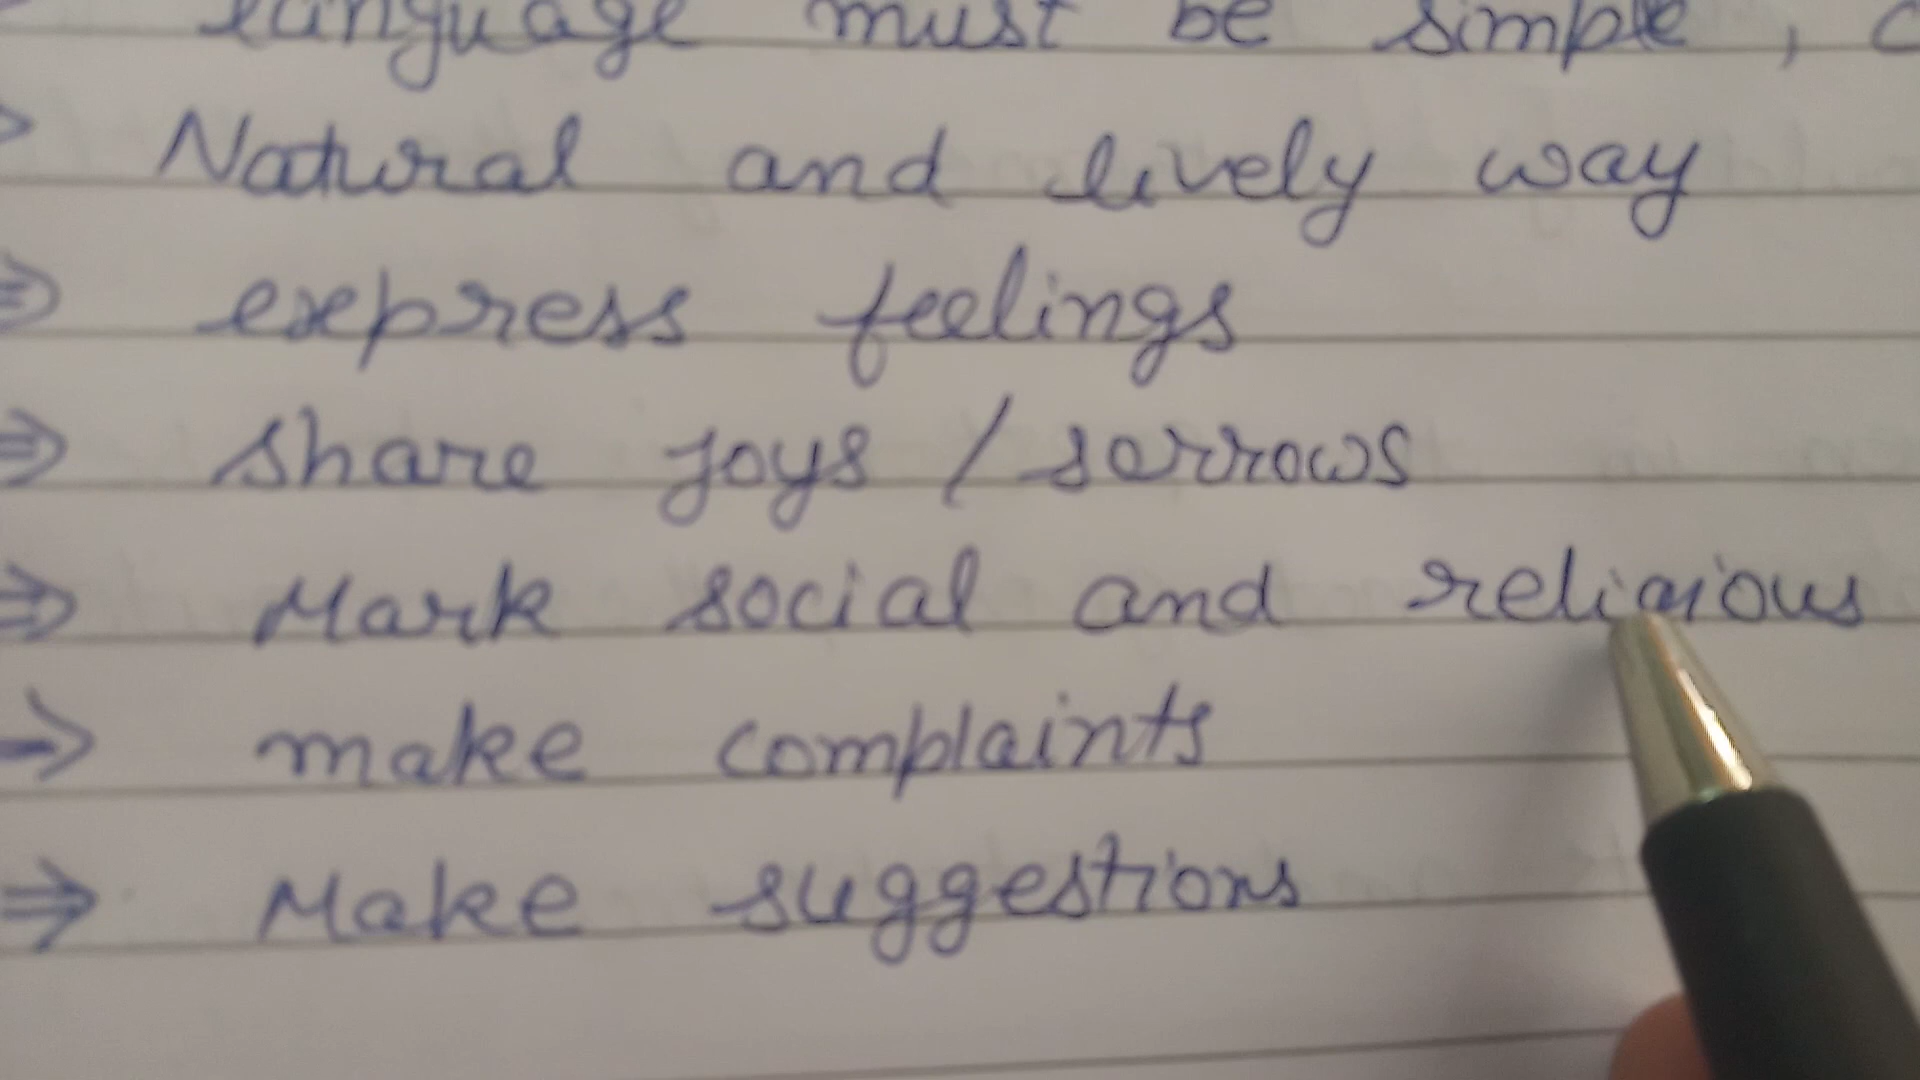 language must be simple,
⇒ Natural and lively way
⇒ express feelings
⇒ share joys / sorrows
⇒ Mark social and religious
⇒ make complaints
⇒ Make suggestions